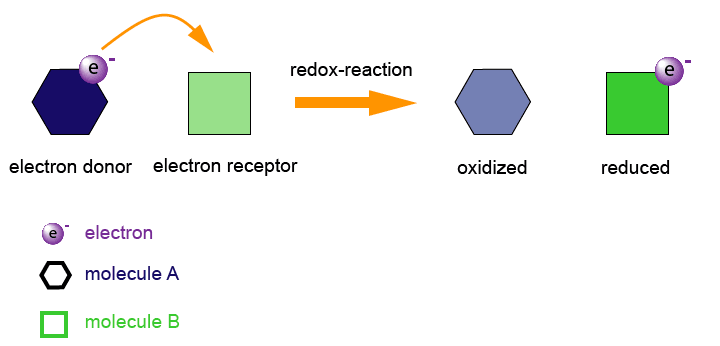 e -
redox-reaction
e -
electron donor
electron receptor
oxidized
reduced
e - electron
molecule A
molecule B